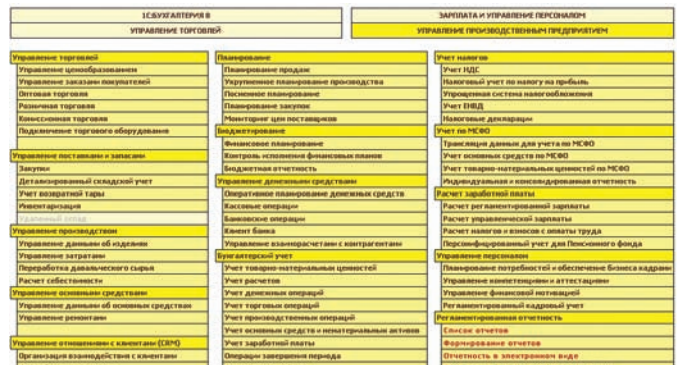 1С:БУХГАЛТЕРИЯ 8
ЗАРПЛАТА И УПРАВЛЕНИЕ ПЕРСОНАЛОМ
УПРАВЛЕНИЕ ТОРГОВЛЕЙ
УПРАВЛЕНИЕ ПРОИЗВОДСТВЕННЫМ ПРЕДПРИЯТИЕМ
Управление торговлей
Управление ценообразованием
Управление заказами покупателей
Оптовая торговля
Розничная торговля
Комиссионная торговля
Подключение торгового оборудования
Управление поставками и запасами
Закупки
Детализированный складской учет
Учет возвратной тары
Инвентаризация
Удаленный склад
Управление производством
Управление данными об изделиях
Управление затратами
Переработка давальческого сырья
Расчет себестоимости
Управление основными средствами
Управление данными об основных средствах
Управление ремонтами
Управление отношениями с клиентами (CRM)
Организация взаимодействия с клиентами
Планирование
Планирование продаж
Укрупненное планирование производства
Посменное планирование
Планирование закупок
Мониторинг цен поставщиков
Бюджетирование
Финансовое планирование
Контроль исполнения финансовых планов
Бюджетная отчетность
Управление денежными средствами
Оперативное планирование денежных средств
Кассовые операции
Банковские операции
Клиент банка
Управление взаиморасчетами с контрагентами
Бухгалтерский учет
Учет товарно-материальных ценностей
Учет расчетов
Учет денежных операций
Учет торговых операций
Учет производственных операций
Учет основных средств и нематериальных активов
Учет заработной платы
Операции завершения периода
Учет налогов
Учет НДС
Налоговый учет по налогу на прибыль
Упрощенная система налогообложения
Учет ЕНВД
Налоговые декларации
Учет по МСФО
Трансляция данных для учета по МСФО
Учет основных средств по МСФО
Учет товарно-материальных ценностей по МСФО
Индивидуальная и консолидированная отчетность
Расчет заработной платы
Расчет регламентированной зарплаты
Расчет управленческой зарплаты
Расчет налогов и взносов с оплаты труда
Персонифицированный учет для Пенсионного фонда
Управление персоналом
Планирование потребностей и обеспечение бизнеса кадрами
Управление компетенциями и аттестациями
Управление финансовой мотивацией
Регламентированный кадровый учет
Регламентированная отчетность
Список отчетов
Формирование отчетов
Отчетность в электронном виде